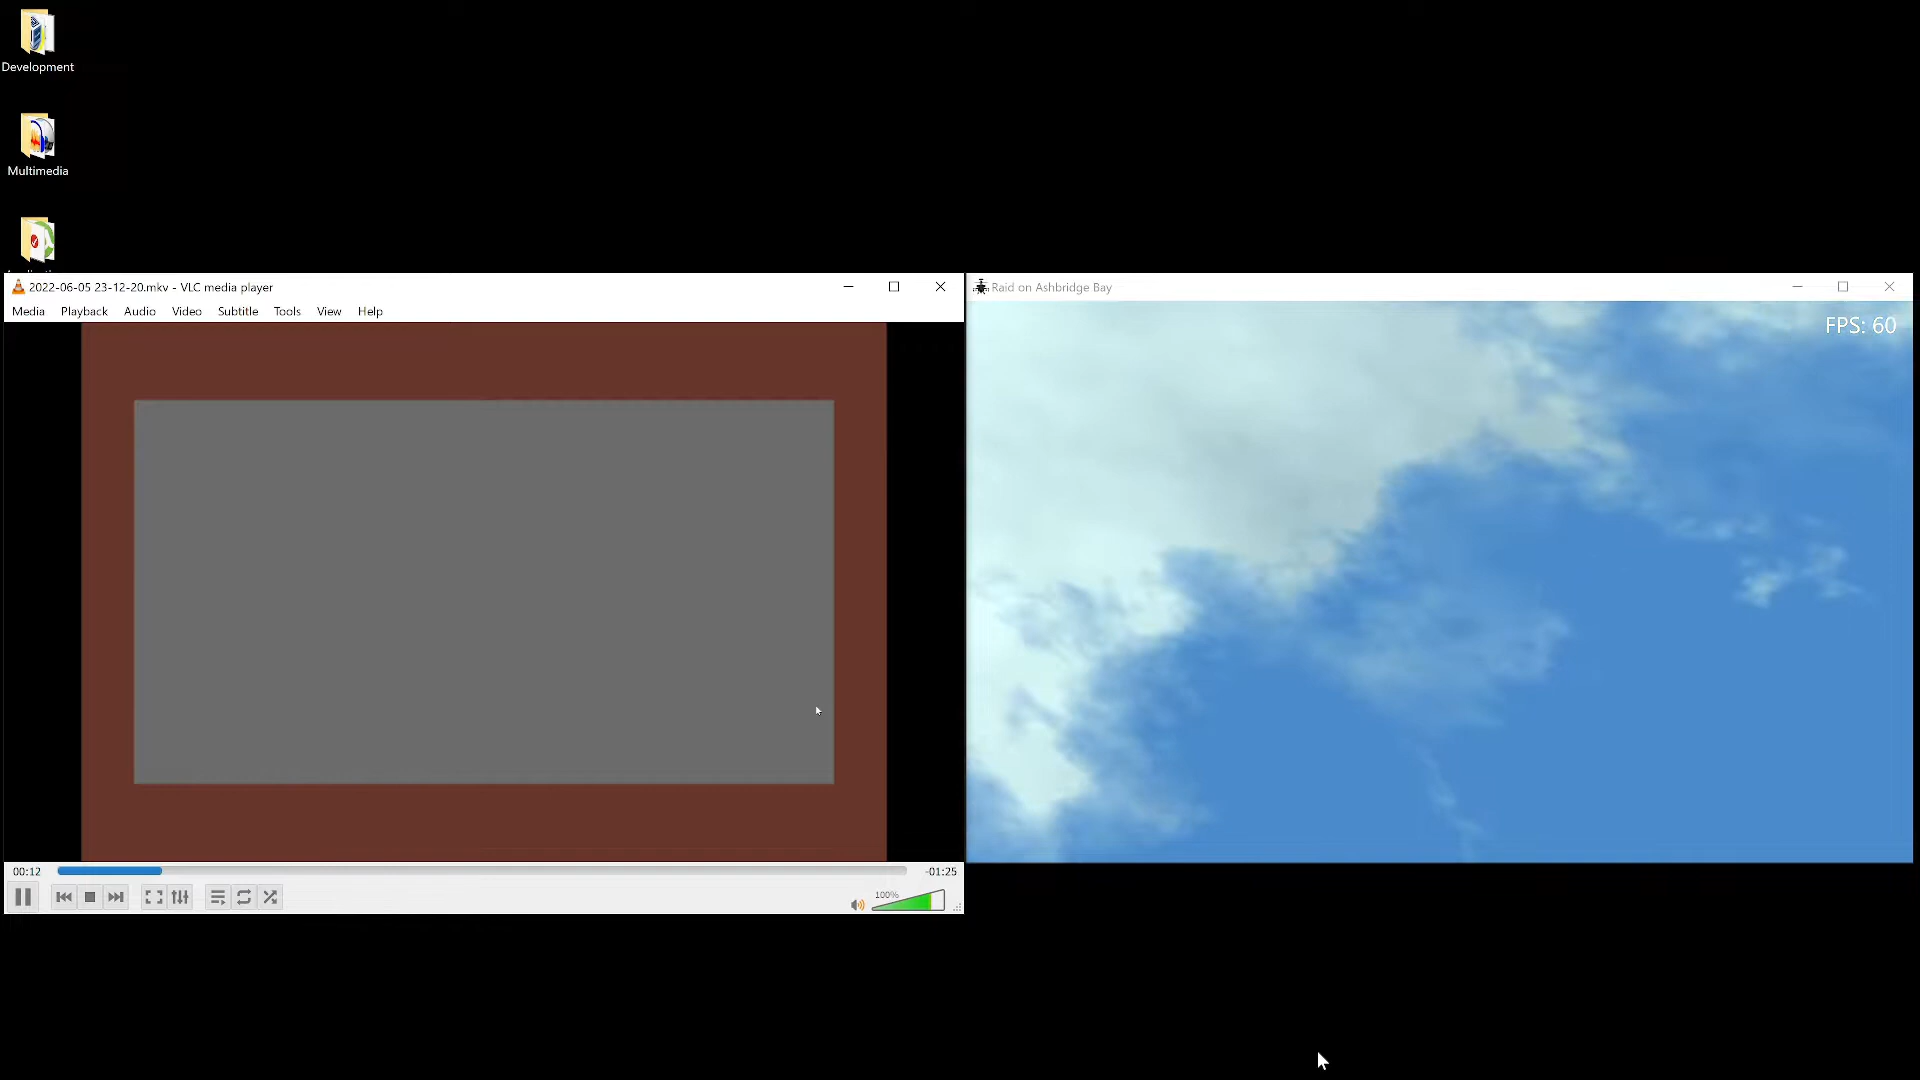 Development
Multimedia
2022-06-05 23-12-20.mkv - VLC media player
Media Playback Audio Video Subtitle Tools View Help
00:12
-01:25
100%
Raid on Ashbridge Bay
FPS: 60